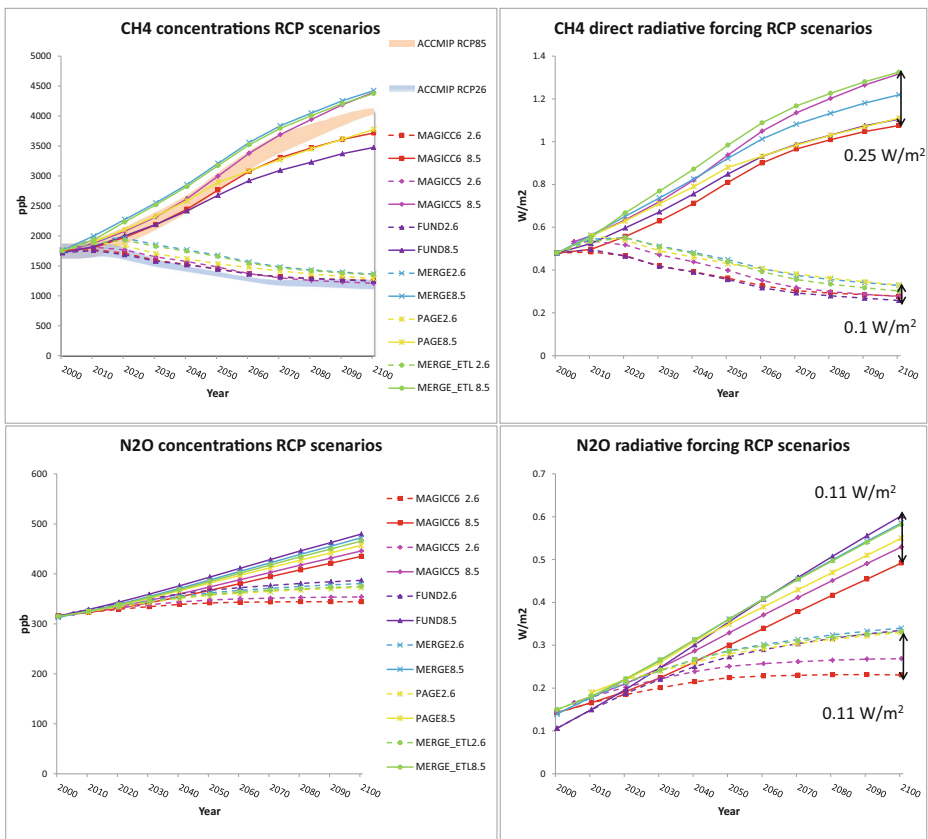 CH4 concentrations RCP scenarios
5000
4500
4000
3500
3000
2500
2000
1500
1000
500
0
ppb
2000 2010 2020 2030 2040 2050 2060 2070 2080 2090 2100
Year
ACCMIP RCP85
ACCMIP RCP26
MAGICC6 2.6
MAGICC6 8.5
MAGICC5 2.6
MAGICC5 8.5
FUND2.6
FUND8.5
MERGE2.6
MERGE8.5
PAGE2.6
PAGE8.5
MERGE_ETL 2.6
MERGE_ETL 8.5
CH4 direct radiative forcing RCP scenarios
1.4
1.2
1
0.8
0.6
0.4
0.2
0
W/m2
2000 2010 2020 2030 2040 2050 2060 2070 2080 2090 2100
Year
0.25 W/m²
0.1 W/m²
N2O concentrations RCP scenarios
600
500
400
300
200
100
0
ppb
2000 2010 2020 2030 2040 2050 2060 2070 2080 2090 2100
Year
MAGICC6 2.6
MAGICC6 8.5
MAGICC5 2.6
MAGICC5 8.5
FUND2.6
FUND8.5
MERGE2.6
MERGE8.5
PAGE2.6
PAGE8.5
MERGE_ETL2.6
MERGE_ETL8.5
N2O radiative forcing RCP scenarios
0.7
0.6
0.5
0.4
0.3
0.2
0.1
0
W/m2
2000 2010 2020 2030 2040 2050 2060 2070 2080 2090 2100
Year
0.11 W/m²
0.11 W/m²